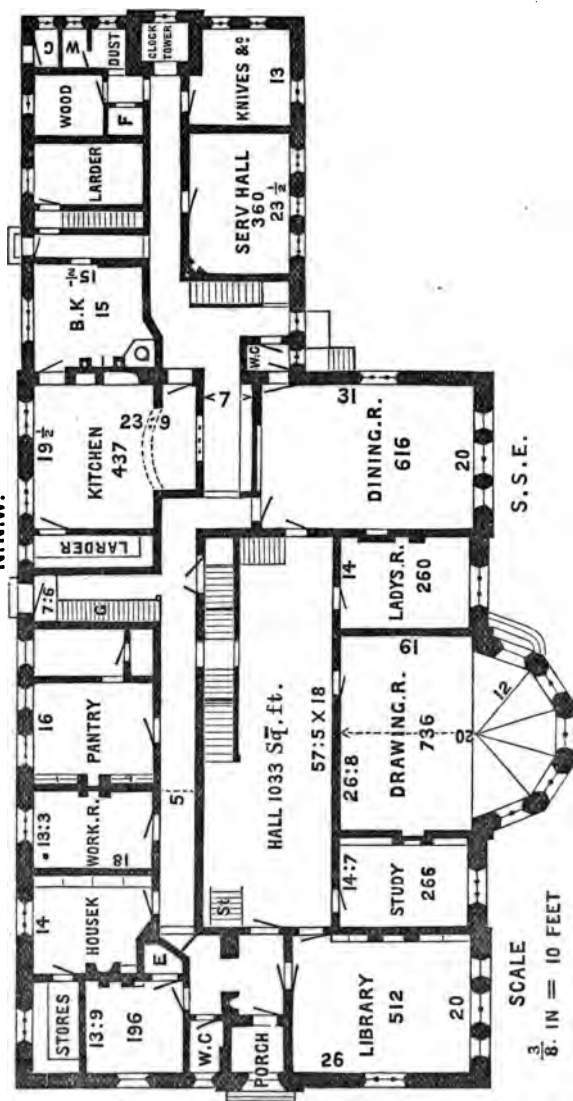 N.N.W.
STORES
HOUSEK
14
WORK.R.
13:3
18
PANTRY
16
G
7:6
LARDER
KITCHEN
437
19½
23
9
B.K
15
15½
LARDER
WOOD
F
G
W
DUST
CLOCK
TOWER
KNIVES &c
13
SERV HALL
360
23½
W.C
7
5
E
13:9
196
W.C
PORCH
St
HALL 1033 Sq. ft.
57:5 X 18
LIBRARY
512
26
20
STUDY
266
14:7
DRAWING.R.
736
26:8
19
20
12
LADYS.R.
260
14
DINING.R.
616
31
20
S.S.E.
SCALE
⅜. IN = 10 FEET